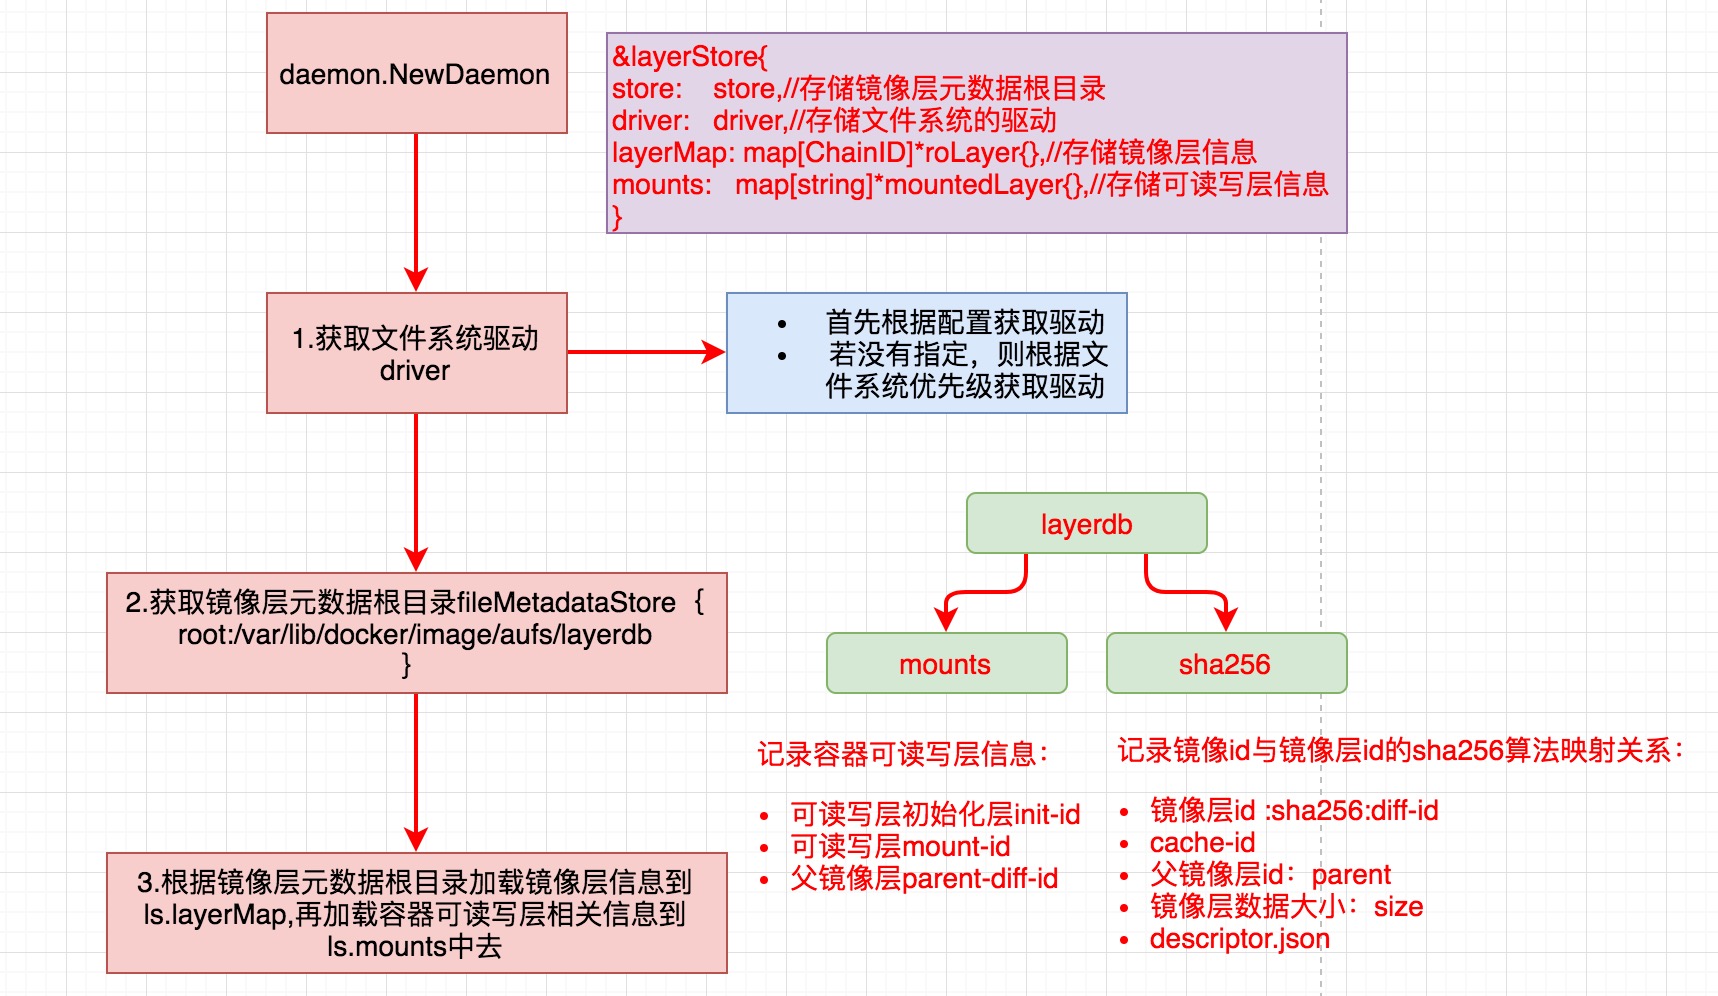 daemon.NewDaemon
&layerStore{
store: store,//存储镜像层元数据根目录
driver: driver,//存储文件系统的驱动
layerMap: map[ChainID]*roLayer{},//存储镜像层信息
mounts: map[string]*mountedLayer{},//存储可读写层信息
}
1.获取文件系统驱动
driver
• 首先根据配置获取驱动
• 若没有指定，则根据文
件系统优先级获取驱动
2.获取镜像层元数据根目录fileMetadataStore {
root:/var/lib/docker/image/aufs/layerdb
}
3.根据镜像层元数据根目录加载镜像层信息到
ls.layerMap,再加载容器可读写层相关信息到
ls.mounts中去
layerdb
mounts
sha256
记录容器可读写层信息：
• 可读写层初始化层init-id
• 可读写层mount-id
• 父镜像层parent-diff-id
记录镜像id与镜像层id的sha256算法映射关系：
• 镜像层id :sha256:diff-id
• cache-id
• 父镜像层id：parent
• 镜像层数据大小：size
• descriptor.json